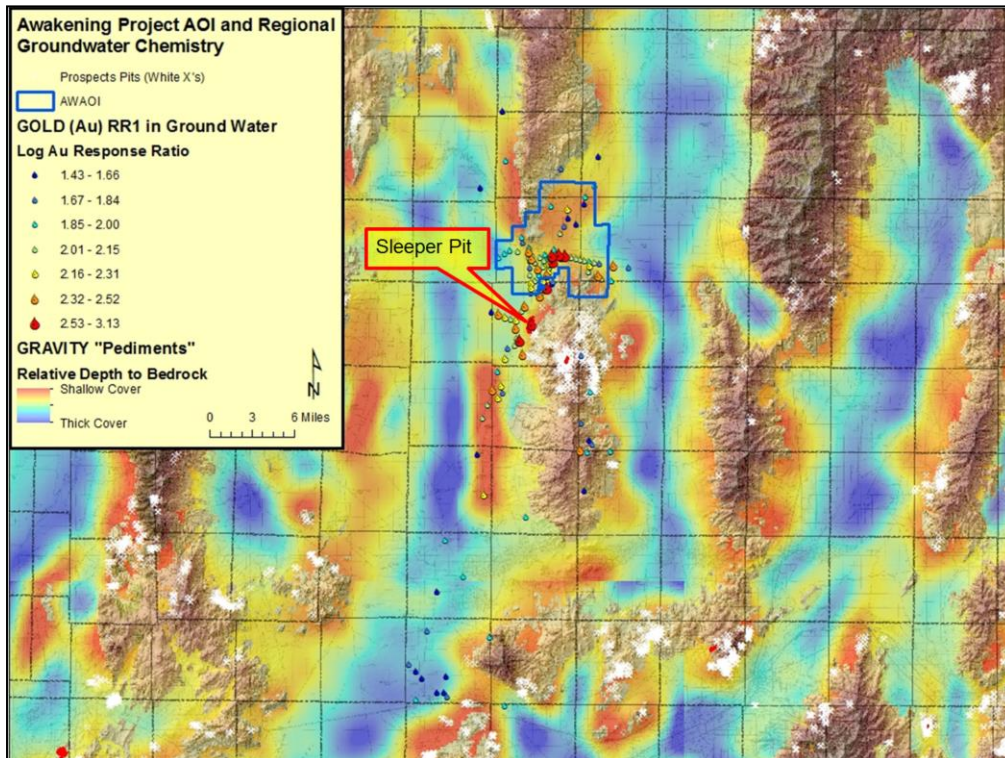 Awakening Project AOI and Regional
Groundwater Chemistry
Prospects Pits (White X's)
AWAOI
GOLD (Au) RR1 in Ground Water
Log Au Response Ratio
1.43 - 1.66
1.67 - 1.84
1.85 - 2.00
2.01 - 2.15
2.16 - 2.31
2.32 - 2.52
2.53 - 3.13
GRAVITY "Pediments"
Relative Depth to Bedrock
Shallow Cover
Thick Cover
N
0 3 6 Miles
Sleeper Pit